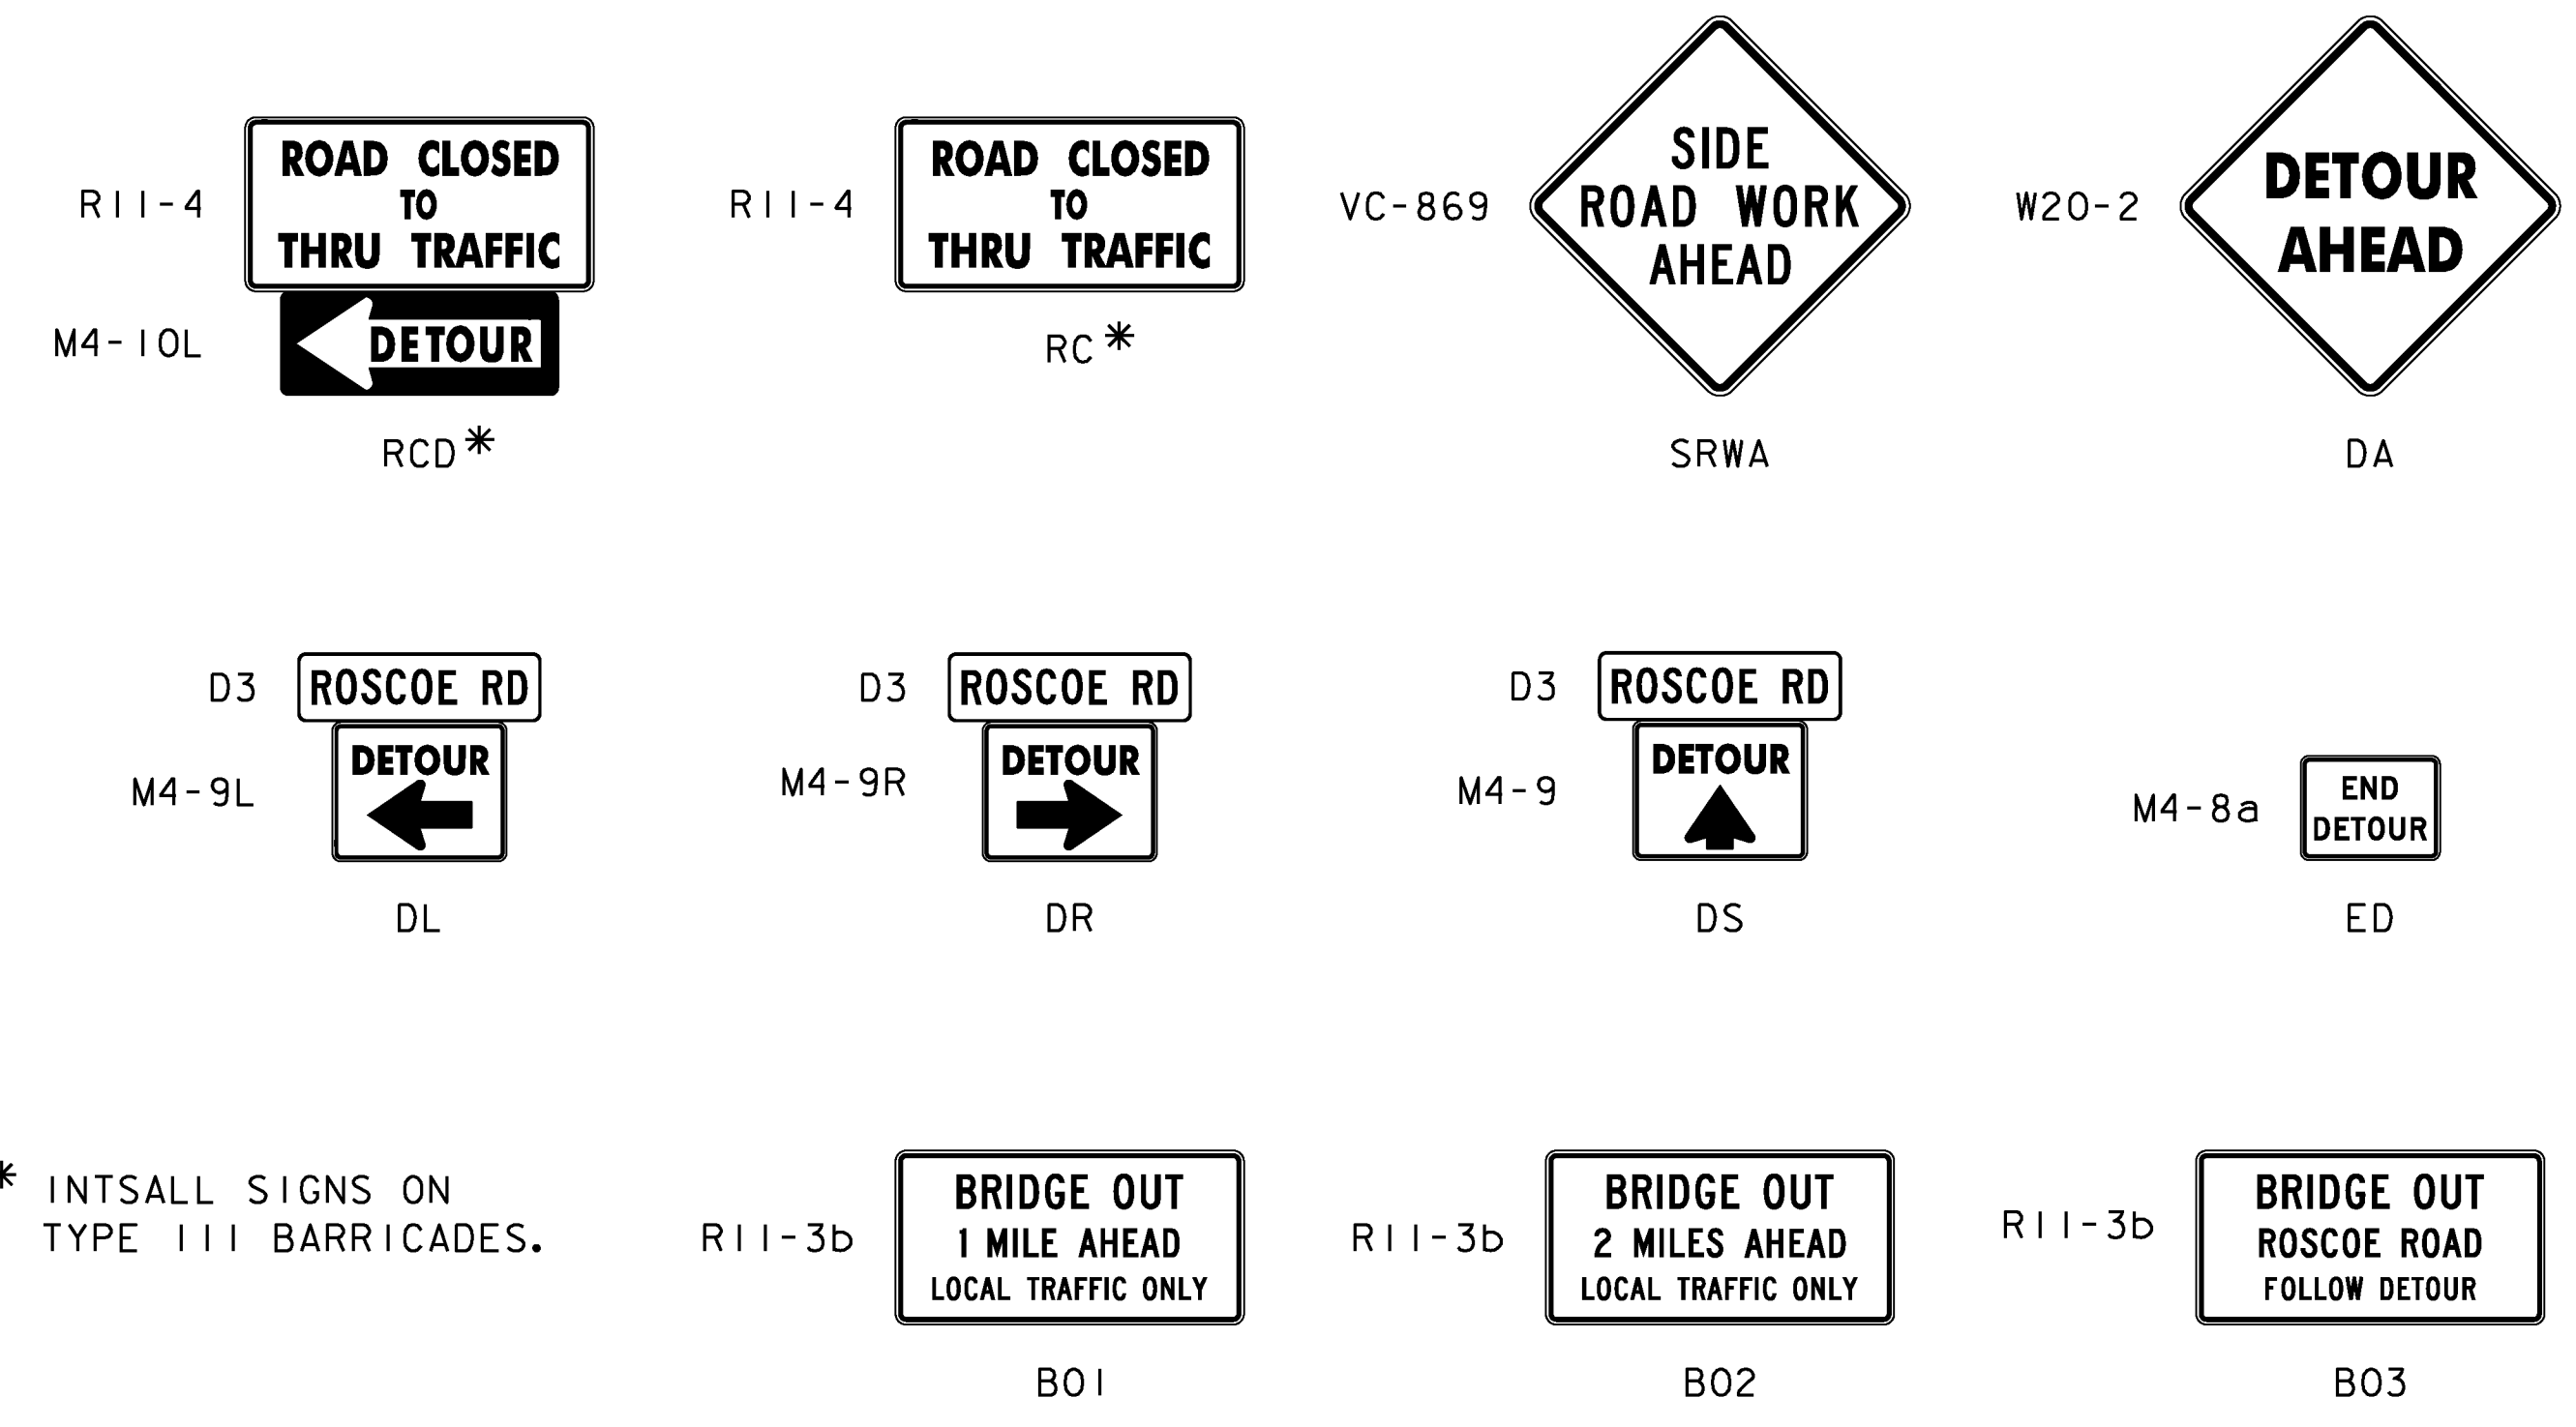 R11-4
ROAD CLOSED
TO
THRU TRAFFIC
M4-10L
DETOUR
RCD*
R11-4
ROAD CLOSED
TO
THRU TRAFFIC
RC*
VC-869
SIDE
ROAD WORK
AHEAD
SRWA
W20-2
DETOUR
AHEAD
DA
D3
ROSCOE RD
M4-9L
DETOUR
DL
D3
ROSCOE RD
M4-9R
DETOUR
DR
D3
ROSCOE RD
M4-9
DETOUR
DS
M4-8a
END
DETOUR
ED
* INTSALL SIGNS ON
TYPE III BARRICADES.
R11-3b
BRIDGE OUT
1 MILE AHEAD
LOCAL TRAFFIC ONLY
BO1
R11-3b
BRIDGE OUT
2 MILES AHEAD
LOCAL TRAFFIC ONLY
BO2
R11-3b
BRIDGE OUT
ROSCOE ROAD
FOLLOW DETOUR
BO3